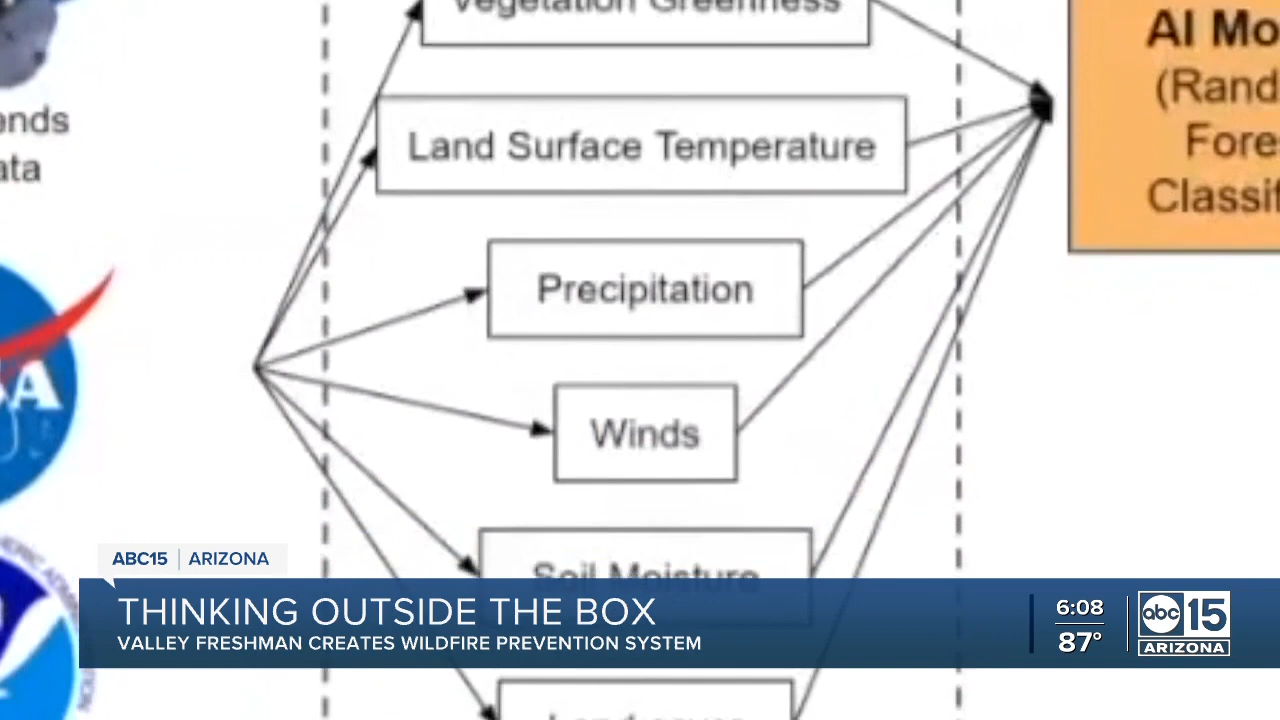 Vegetation Greenness
AI Mo
(Rand
Fores
Classif
ends
ata
Land Surface Temperature
Precipitation
Winds
Soil Moisture
ABC15 | ARIZONA
THINKING OUTSIDE THE BOX
VALLEY FRESHMAN CREATES WILDFIRE PREVENTION SYSTEM
6:08
87°
abc 15
ARIZONA